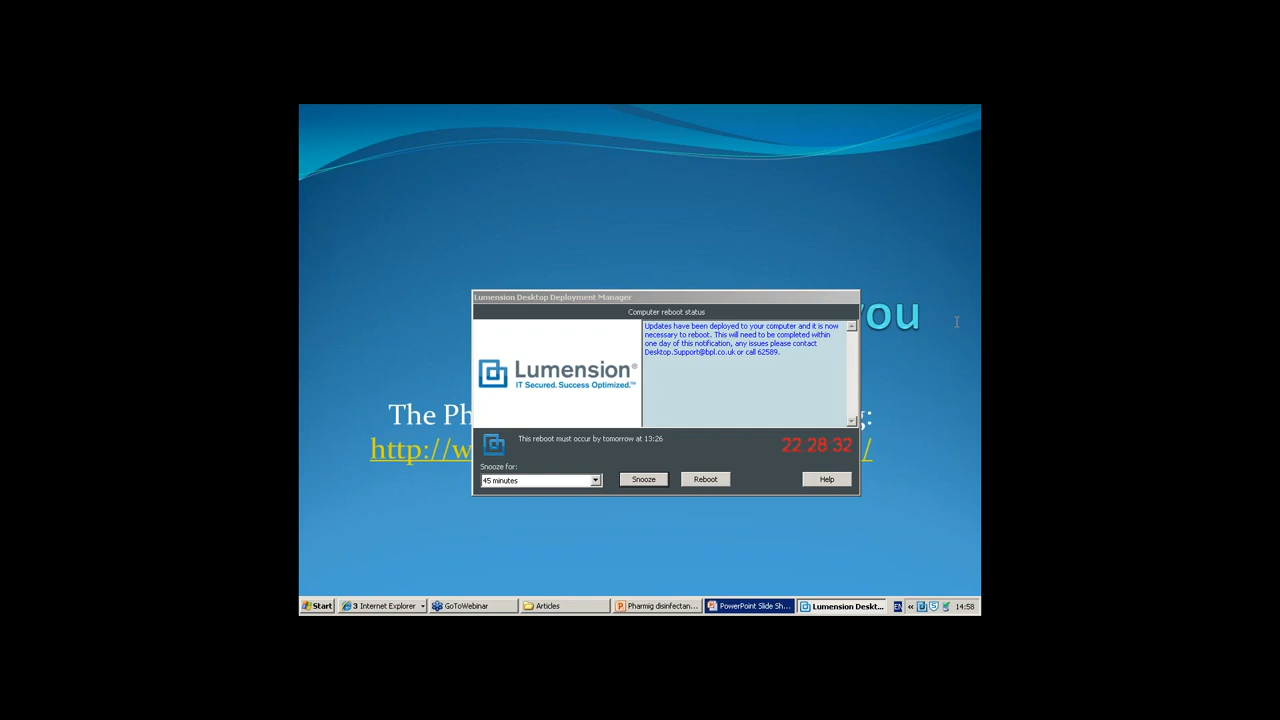 you
Lumension Desktop Deployment Manager
Computer reboot status
Updates have been deployed to your computer and it is now
necessary to reboot. This will need to be completed within
one day of this notification, any issues please contact
Desktop.Support@bpl.co.uk or call 62589.
Lumension®
IT Secured. Success Optimized.™
The Ph
g:
http://w
/
This reboot must occur by tomorrow at 13:26
22:28:32
Snooze for:
45 minutes
Snooze
Reboot
Help
Start
3 Internet Explorer
GoToWebinar
Articles
Pharmig disinfectan...
PowerPoint Slide Sh...
Lumension Deskt...
EN
«
14:58